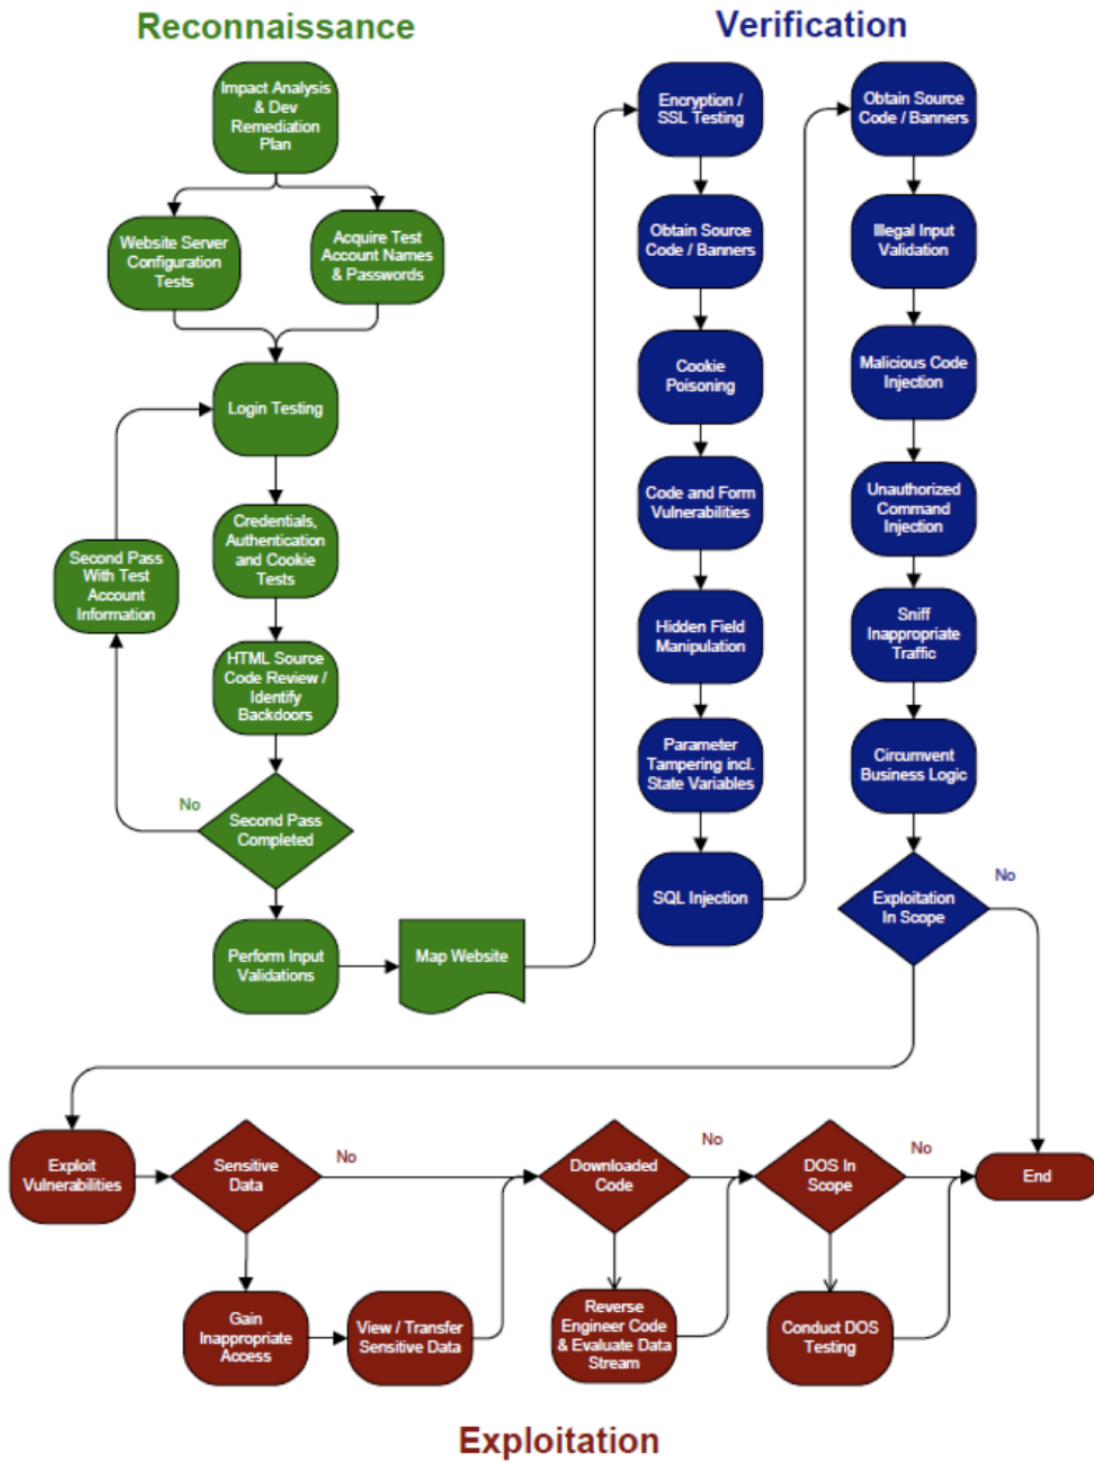 Reconnaissance
Impact Analysis
& Dev
Remediation
Plan
Website Server
Configuration
Tests
Acquire Test
Account Names
& Passwords
Login Testing
Credentials,
Authentication
and Cookie
Tests
Second Pass
With Test
Account
Information
HTML Source
Code Review /
Identify
Backdoors
No
Second Pass
Completed
Perform Input
Validations
Map Website
Verification
Encryption /
SSL Testing
Obtain Source
Code / Banners
Cookie
Poisoning
Code and Form
Vulnerabilities
Hidden Field
Manipulation
Parameter
Tampering incl.
State Variables
SQL Injection
Obtain Source
Code / Banners
Illegal Input
Validation
Malicious Code
Injection
Unauthorized
Command
Injection
Sniff
Inappropriate
Traffic
Circumvent
Business Logic
Exploitation
In Scope
No
Exploit
Vulnerabilities
Sensitive
Data
No
Gain
Inappropriate
Access
View / Transfer
Sensitive Data
Downloaded
Code
No
Reverse
Engineer Code
& Evaluate Data
Stream
DOS In
Scope
No
Conduct DOS
Testing
End
Exploitation